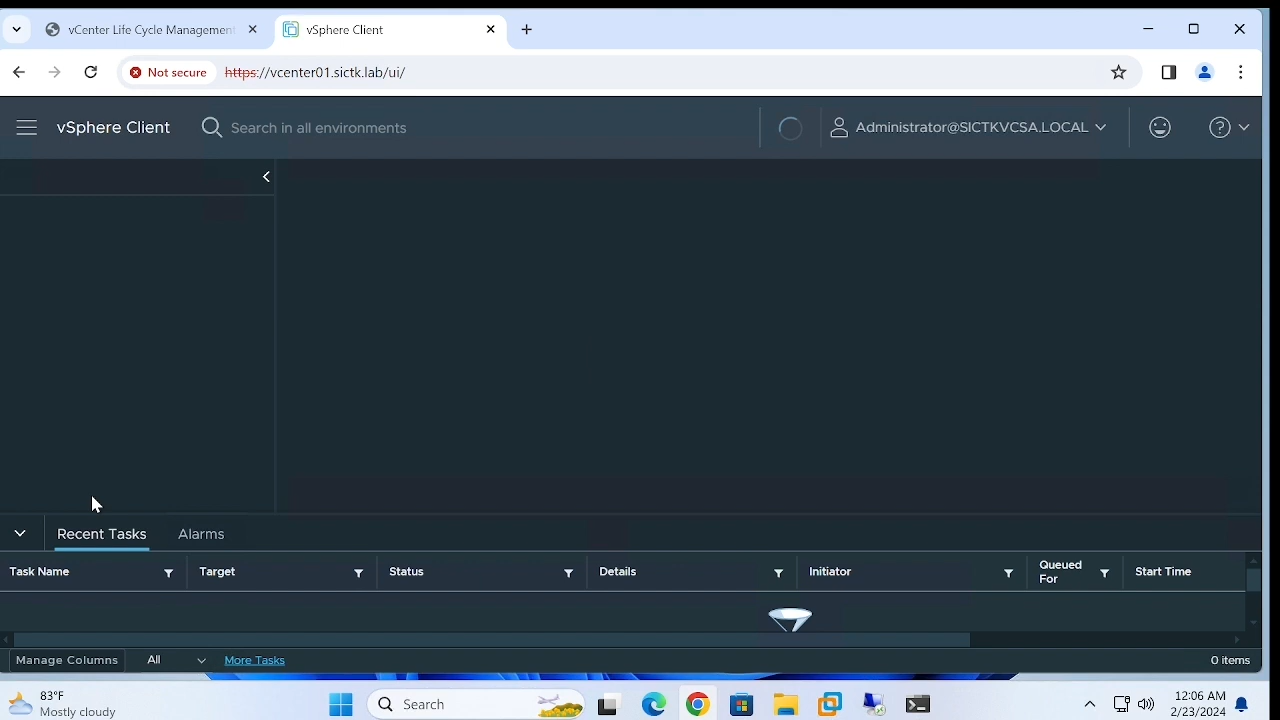 vCenter Life Cycle Management
vSphere Client
Not secure
https://vcenter01.sictk.lab/ui/
vSphere Client
Search in all environments
Administrator@SICTKVCSA.LOCAL
Recent Tasks
Alarms
Task Name
Target
Status
Details
Initiator
Queued
For
Start Time
Manage Columns
All
More Tasks
0 items
83°F
Mostly cloudy
Search
12:06 AM
2/23/2024